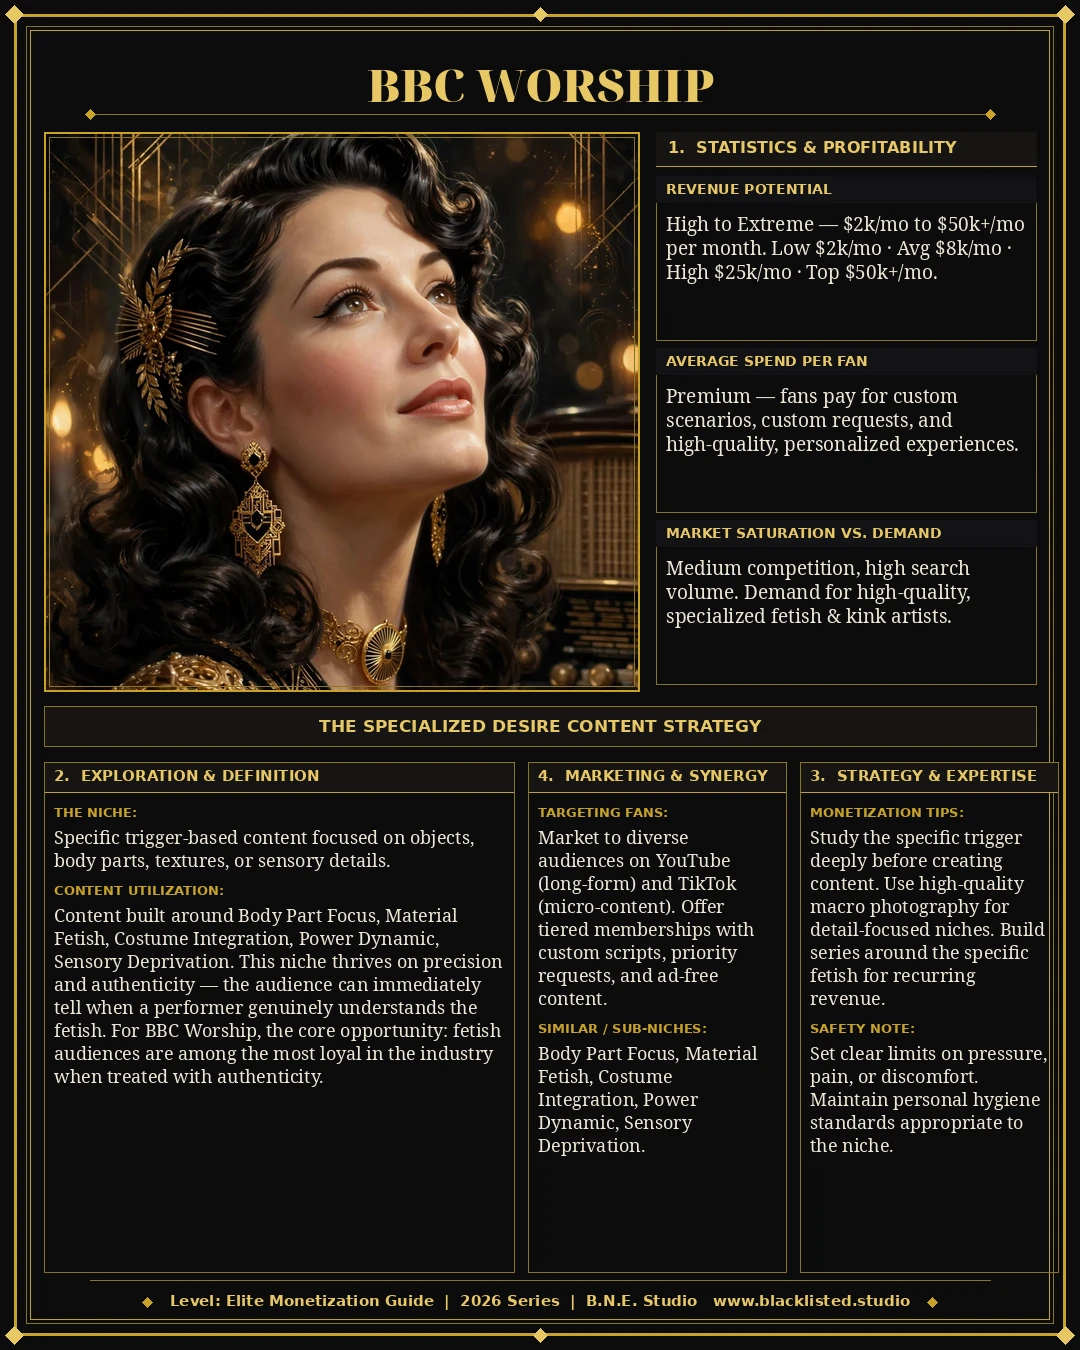 BBC WORSHIP
1. STATISTICS & PROFITABILITY
REVENUE POTENTIAL
High to Extreme — $2k/mo to $50k+/mo
per month. Low $2k/mo · Avg $8k/mo ·
High $25k/mo · Top $50k+/mo.
AVERAGE SPEND PER FAN
Premium — fans pay for custom
scenarios, custom requests, and
high-quality, personalized experiences.
MARKET SATURATION VS. DEMAND
Medium competition, high search
volume. Demand for high-quality,
specialized fetish & kink artists.
THE SPECIALIZED DESIRE CONTENT STRATEGY
2. EXPLORATION & DEFINITION
THE NICHE:
Specific trigger-based content focused on objects,
body parts, textures, or sensory details.
CONTENT UTILIZATION:
Content built around Body Part Focus, Material
Fetish, Costume Integration, Power Dynamic,
Sensory Deprivation. This niche thrives on precision
and authenticity — the audience can immediately
tell when a performer genuinely understands the
fetish. For BBC Worship, the core opportunity: fetish
audiences are among the most loyal in the industry
when treated with authenticity.
4. MARKETING & SYNERGY
TARGETING FANS:
Market to diverse
audiences on YouTube
(long-form) and TikTok
(micro-content). Offer
tiered memberships with
custom scripts, priority
requests, and ad-free
content.
SIMILAR / SUB-NICHES:
Body Part Focus, Material
Fetish, Costume
Integration, Power
Dynamic, Sensory
Deprivation.
3. STRATEGY & EXPERTISE
MONETIZATION TIPS:
Study the specific trigger
deeply before creating
content. Use high-quality
macro photography for
detail-focused niches. Build
series around the specific
fetish for recurring
revenue.
SAFETY NOTE:
Set clear limits on pressure,
pain, or discomfort.
Maintain personal hygiene
standards appropriate to
the niche.
Level: Elite Monetization Guide | 2026 Series | B.N.E. Studio www.blacklisted.studio